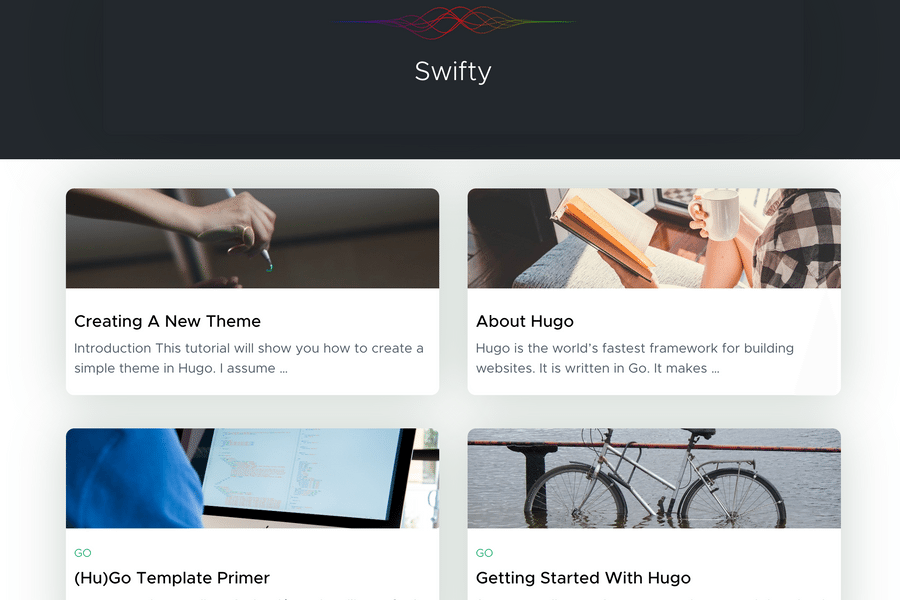 Swifty
Creating A New Theme
Introduction This tutorial will show you how to create a
simple theme in Hugo. I assume ...
About Hugo
Hugo is the world's fastest framework for building
websites. It is written in Go. It makes ...
GO
(Hu)Go Template Primer
GO
Getting Started With Hugo